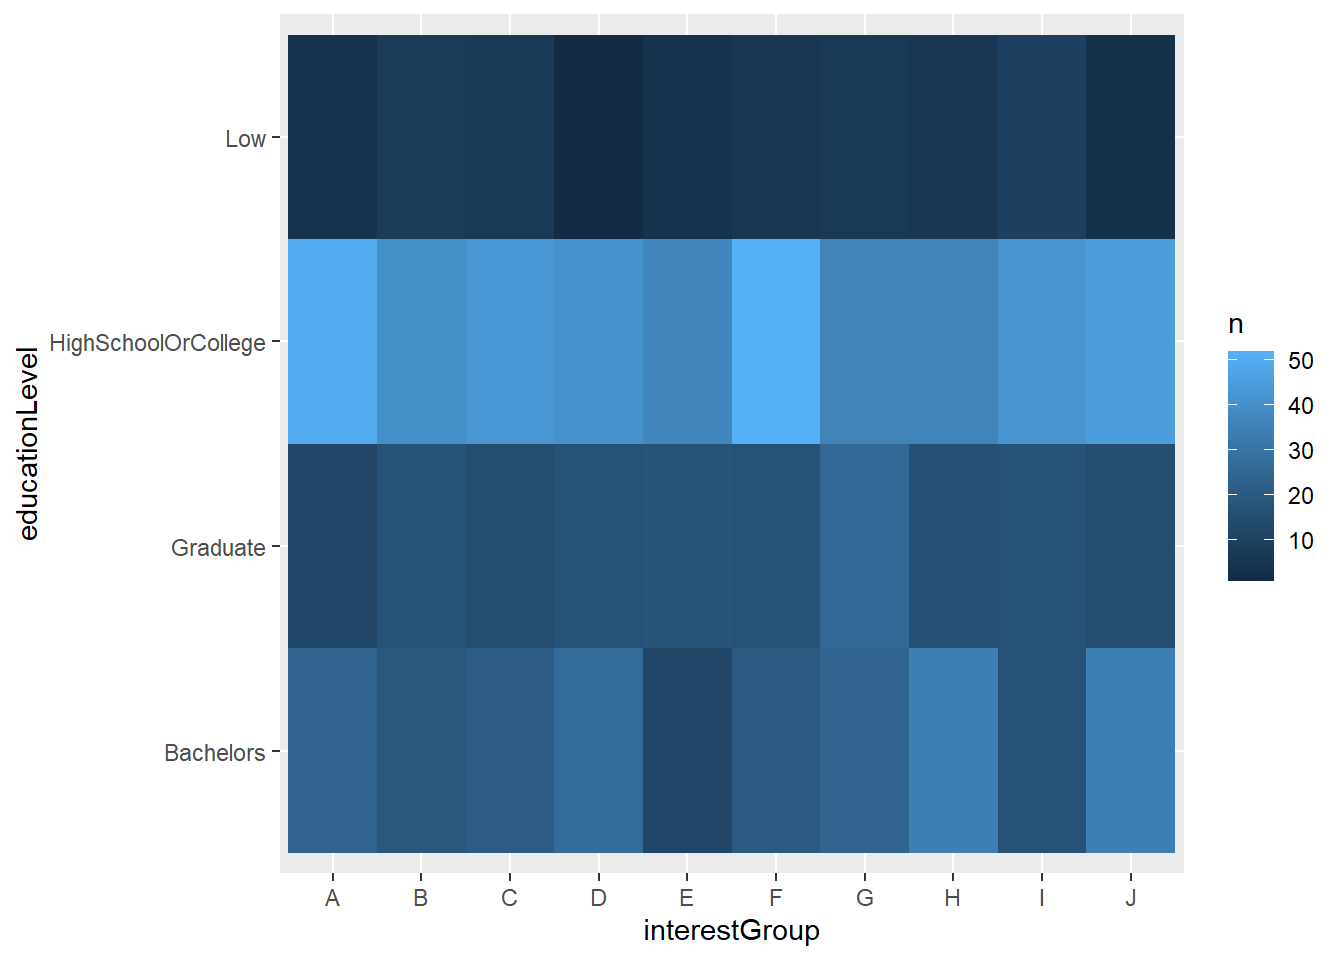 educationLevel
Low
HighSchoolOrCollege
Graduate
Bachelors
A B C D E F G H I J
interestGroup
n
50
40
30
20
10